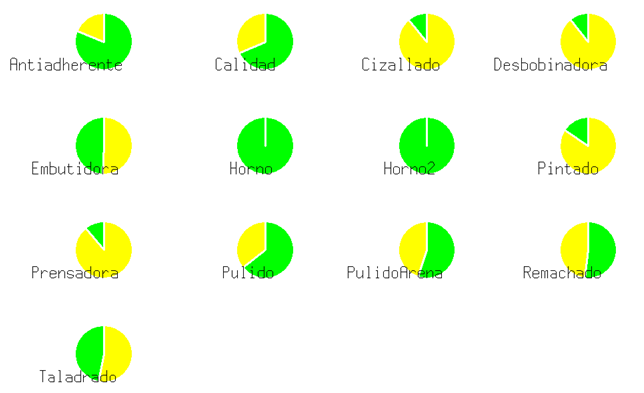 Antiadherente
Calidad
Cizallado
Desbobinadora
Embutidora
Horno
Horno2
Pintado
Prensadora
Pulido
PulidoArena
Remachado
Taladrado